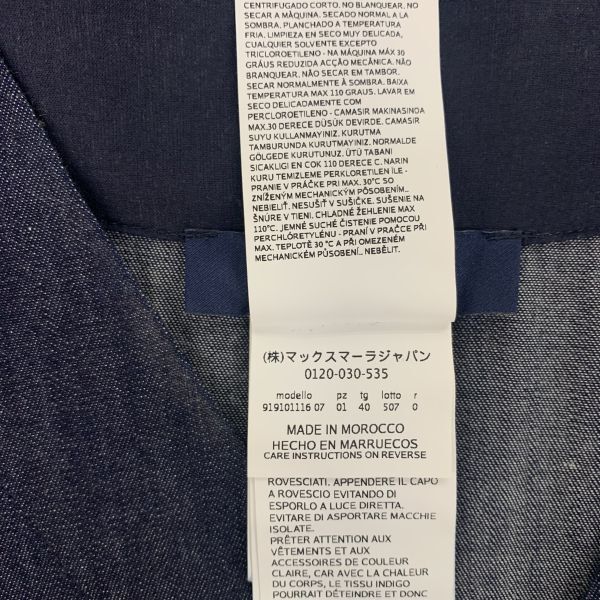 CENTRIFUGADO CORTO. NO BLANQUEAR. NO
SECAR A MÀQUINA. SECADO NORMAL A LA
SOMBRA. PLANCHADO A TEMPERATURA
FRIA. LIMPIEZA EN SECO MUY DELICADA,
CUALQUIER SOLVENTE EXCEPTO
TRICLOROETILENO - NA MÁQUINA MÁX 30
GRÁUS REDUZIDA ACÇÃO MECÂNICA. NÃO
BRANQUEAR. NÃO SECAR EM TAMBOR.
SECAR NORMALMENTE À SOMBRA. BAIXA
TEMPERATURA MAX 110 GRAUS. LAVAR EM
SECO DELICADAMENTE COM
PERCLOROETILENO - CAMASIR MAKINASINOA
MAX.30 DERECE DÜSÜK DEVIRDE. CAMASIR
SUYU KULLANMAYINIZ. KURUTMA
TAMBURUNDA KURUTMAYINIZ. NORMALDE
GÖLGEDE KURUTUNUZ. ÜTÜ TABANI
SICAKLIGI EN COK 110 DERECE C. NARIN
KURU TEMIZLEME PERKLORETILEN ILE -
PRANIE V PRÁČKE PRI MAX. 30°C SO
ZNÍŽENÝM MECHANICKÝM PÔSOBENÍM..
NEBIELIŤ. NESUŠIŤ V SUŠIČKE. SUŠENIE NA
ŠNÚRE V TIENI. CHLADNÉ ŽEHLENIE MAX
110°C. JEMNÉ SUCHÉ ČISTENIE POMOCOU
PERCHLÓRETYLÉNU - PRANÍ V PRAČCE PŘI
MAX. TEPLOTĚ 30 °C A PŘI OMEZENÉM
MECHANICKÉM PŮSOBENÍ.. NEBĚLIT.
(株)マックスマーラジャパン
0120-030-535
modello pz tg lotto r
919101116 07 01 40 507 0
MADE IN MOROCCO
HECHO EN MARRUECOS
CARE INSTRUCTIONS ON REVERSE
ROVESCIATI. APPENDERE IL CAPO
A ROVESCIO EVITANDO DI
ESPORLO A LUCE DIRETTA.
EVITARE DI ASPORTARE MACCHIE
ISOLATE.
PRÊTER ATTENTION AUX
VÊTEMENTS ET AUX
ACCESSOIRES DE COULEUR
CLAIRE, CAR AVEC LA CHALEUR
DU CORPS, LE TISSU INDIGO
POURRAIT DÉTEINDRE ET DONC